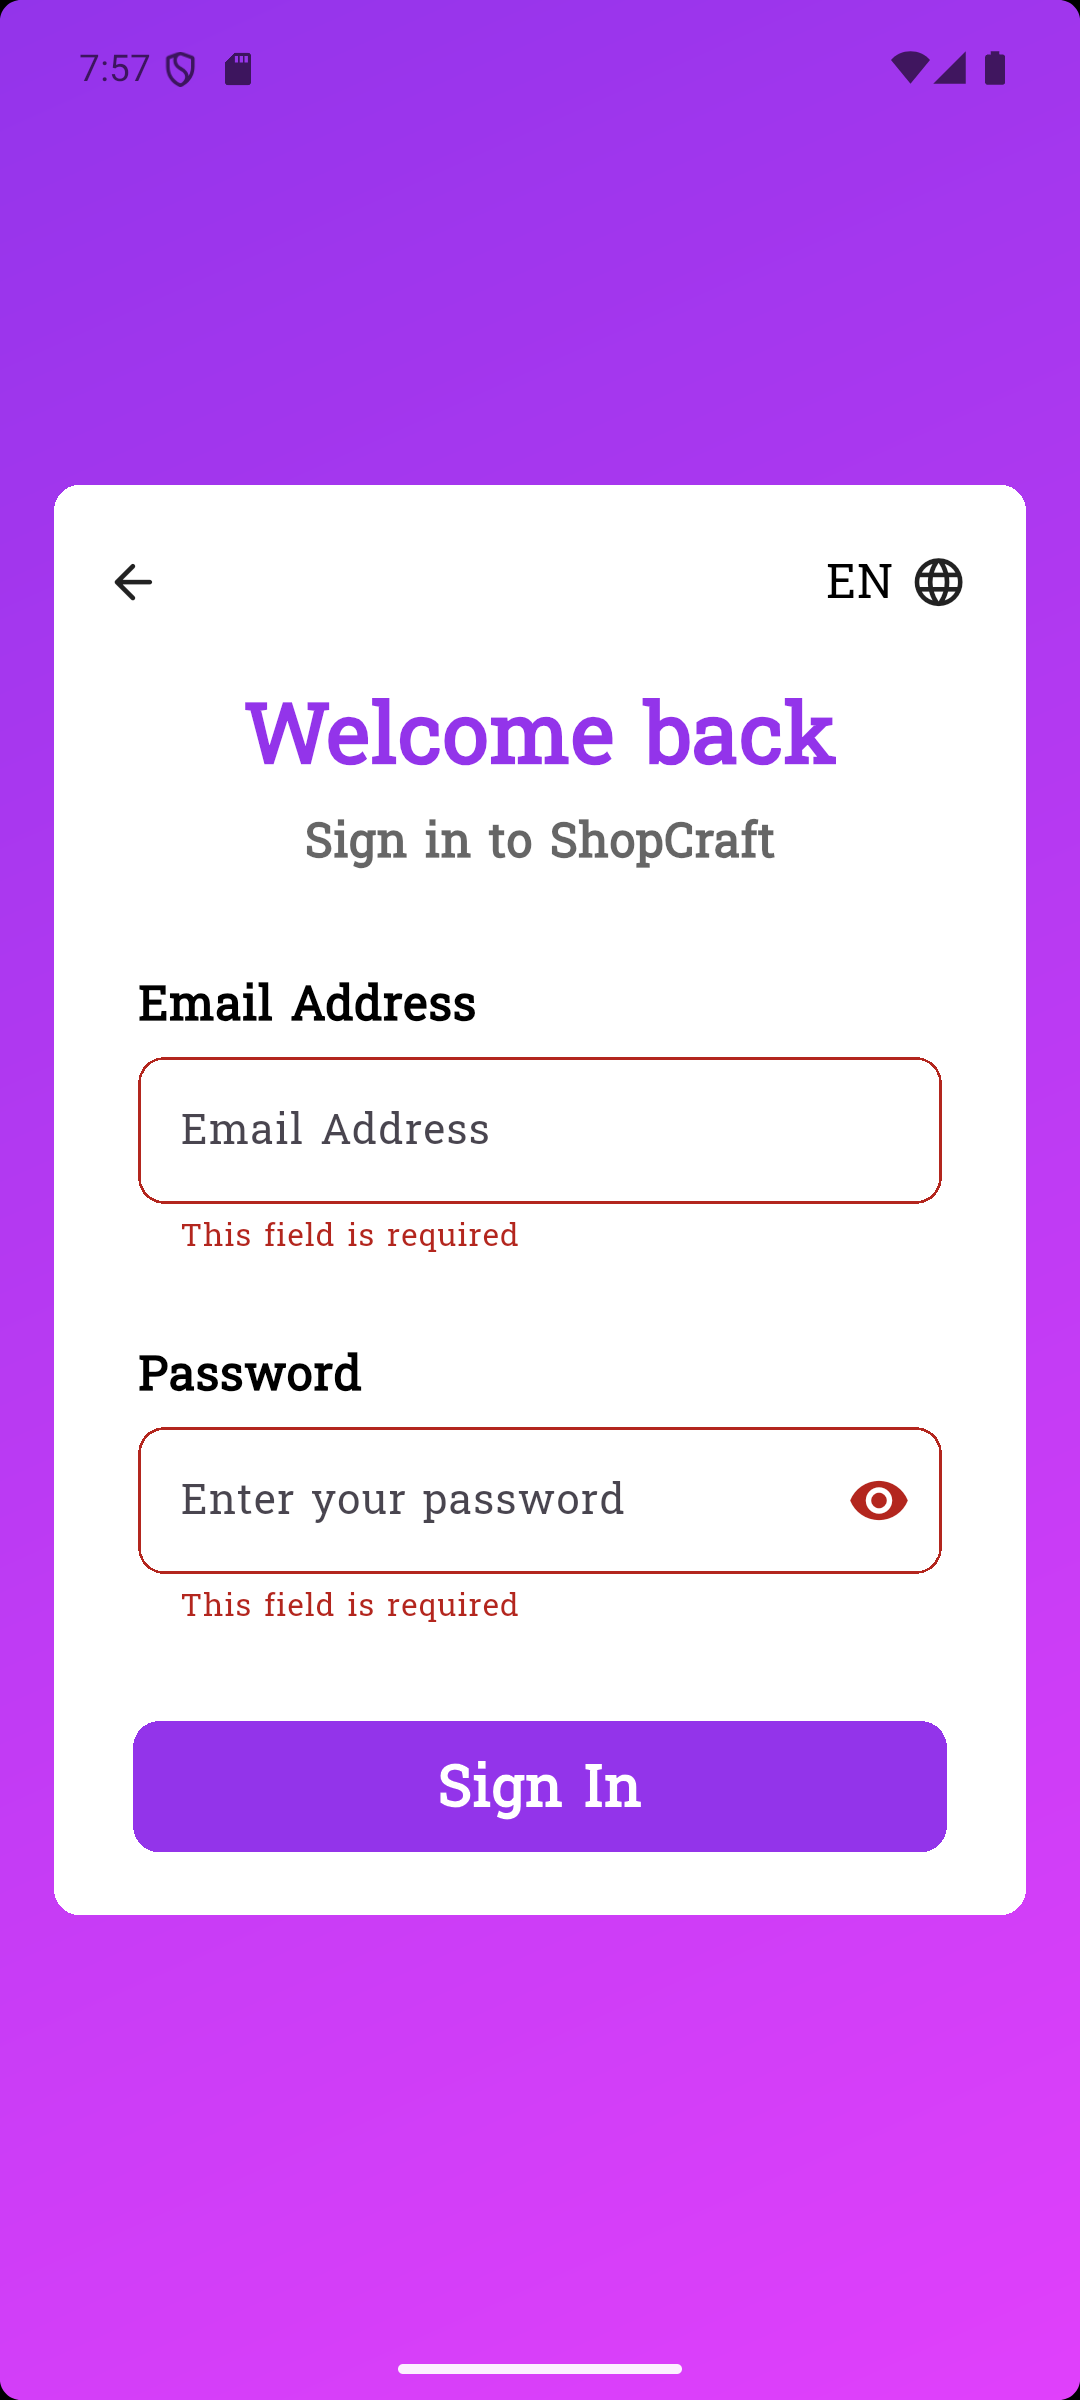 7:57
EN
Welcome back
Sign in to ShopCraft
Email Address
Email Address
This field is required
Password
Enter your password
This field is required
Sign In